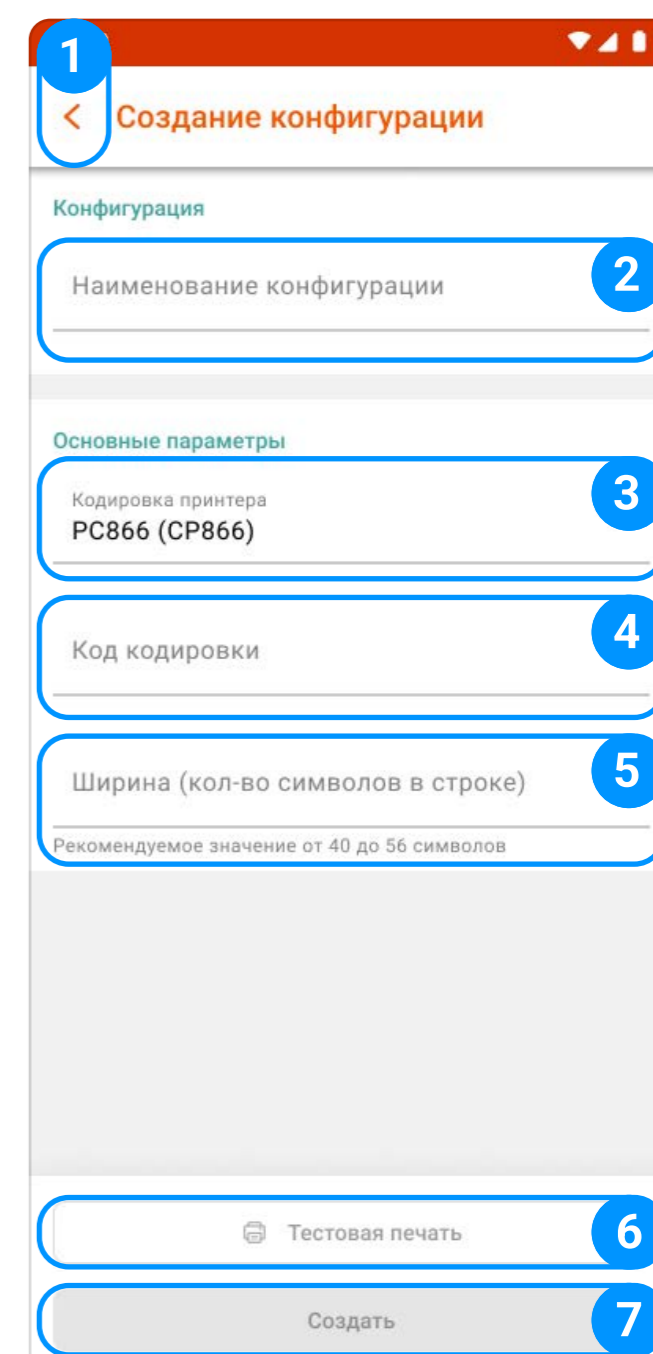 1
Создание конфигурации
Конфигурация
Наименование конфигурации
2
Основные параметры
Кодировка принтера
3
PC866 (CP866)
Код кодировки
4
Ширина (кол-во символов в строке)
5
Рекомендуемое значение от 40 до 56 символов
Тестовая печать
6
Создать
7